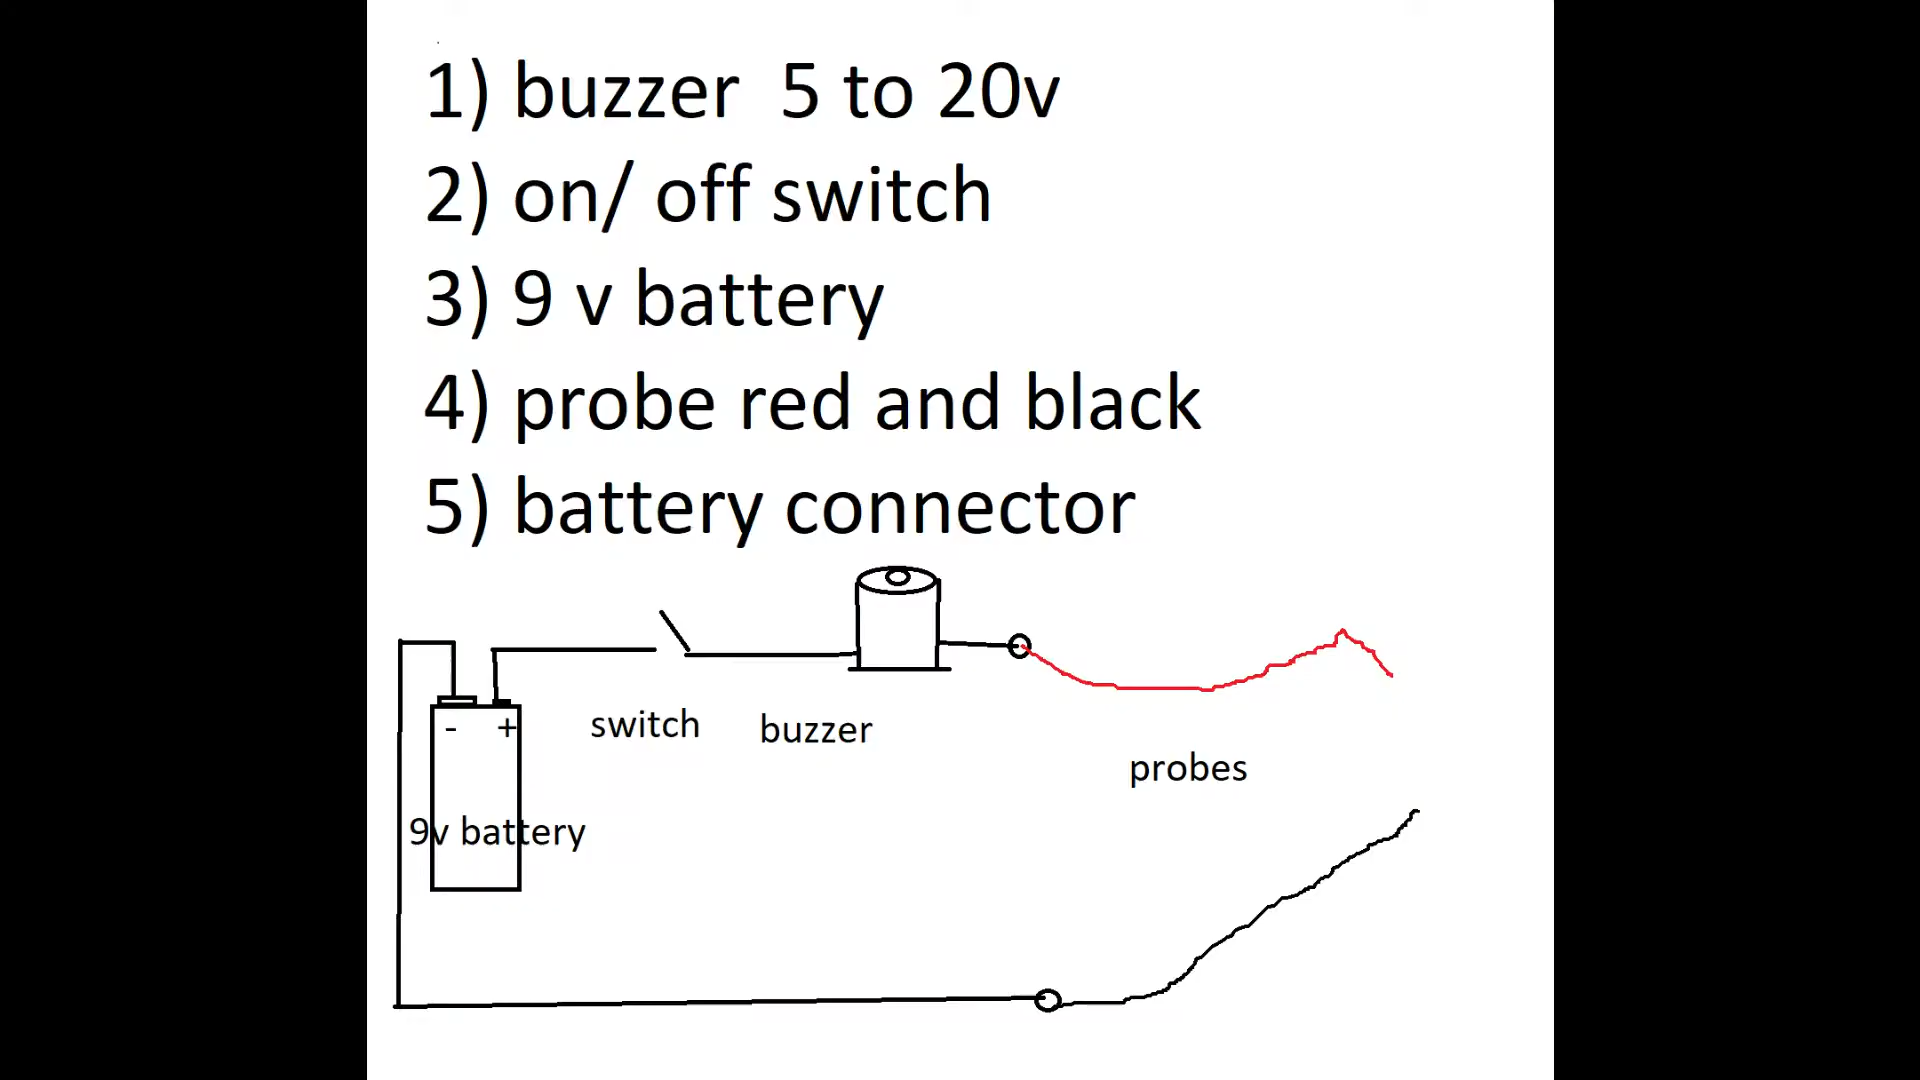 1) buzzer  5 to 20v
2) on/ off switch
3) 9 v battery
4) probe red and black
5) battery connector
- +
switch
buzzer
probes
9v battery